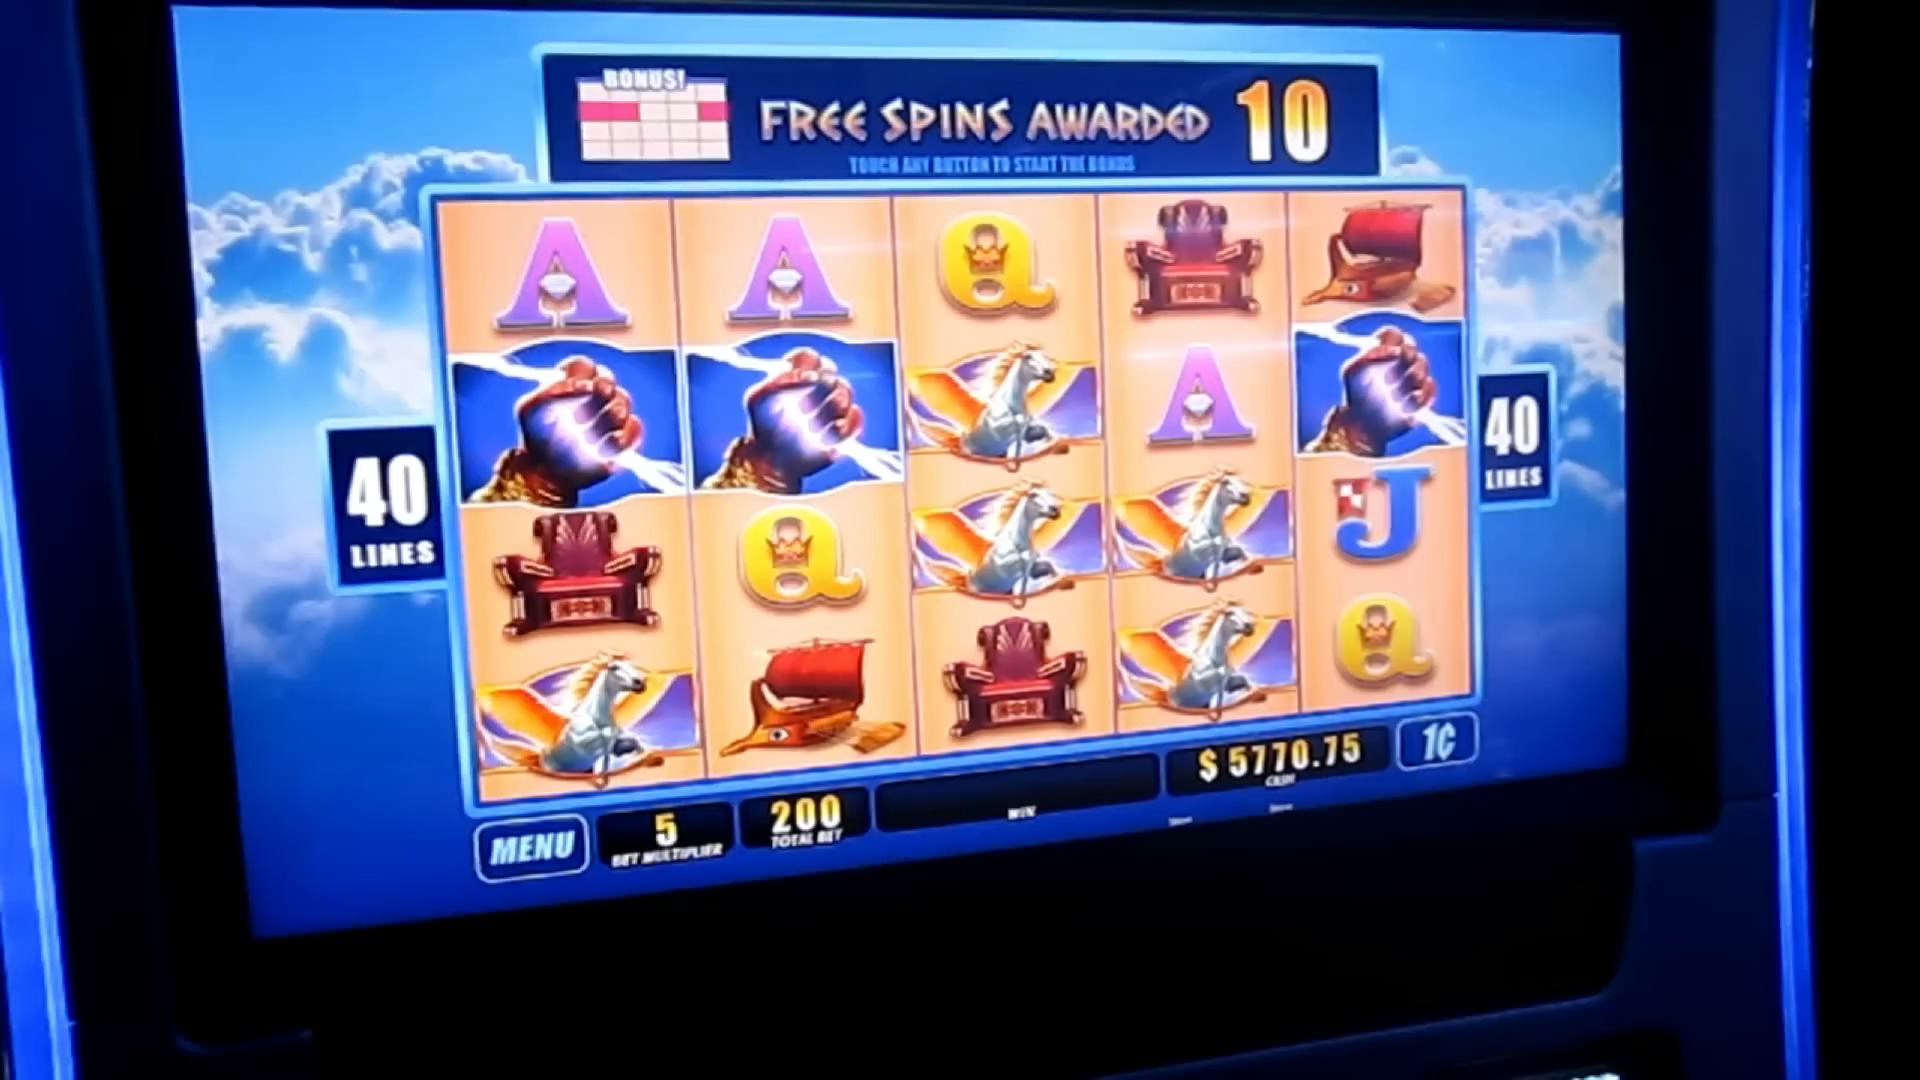 BONUS!
FREE SPINS AWARDED 10
TOUCH ANY BUTTON TO START THE BONUS
A A Q
A
40
LINES
40
LINES
Q
J
Q
MENU
5
BET MULTIPLIER
200
TOTAL BET
WIN
$ 5770.75
CASH
1¢